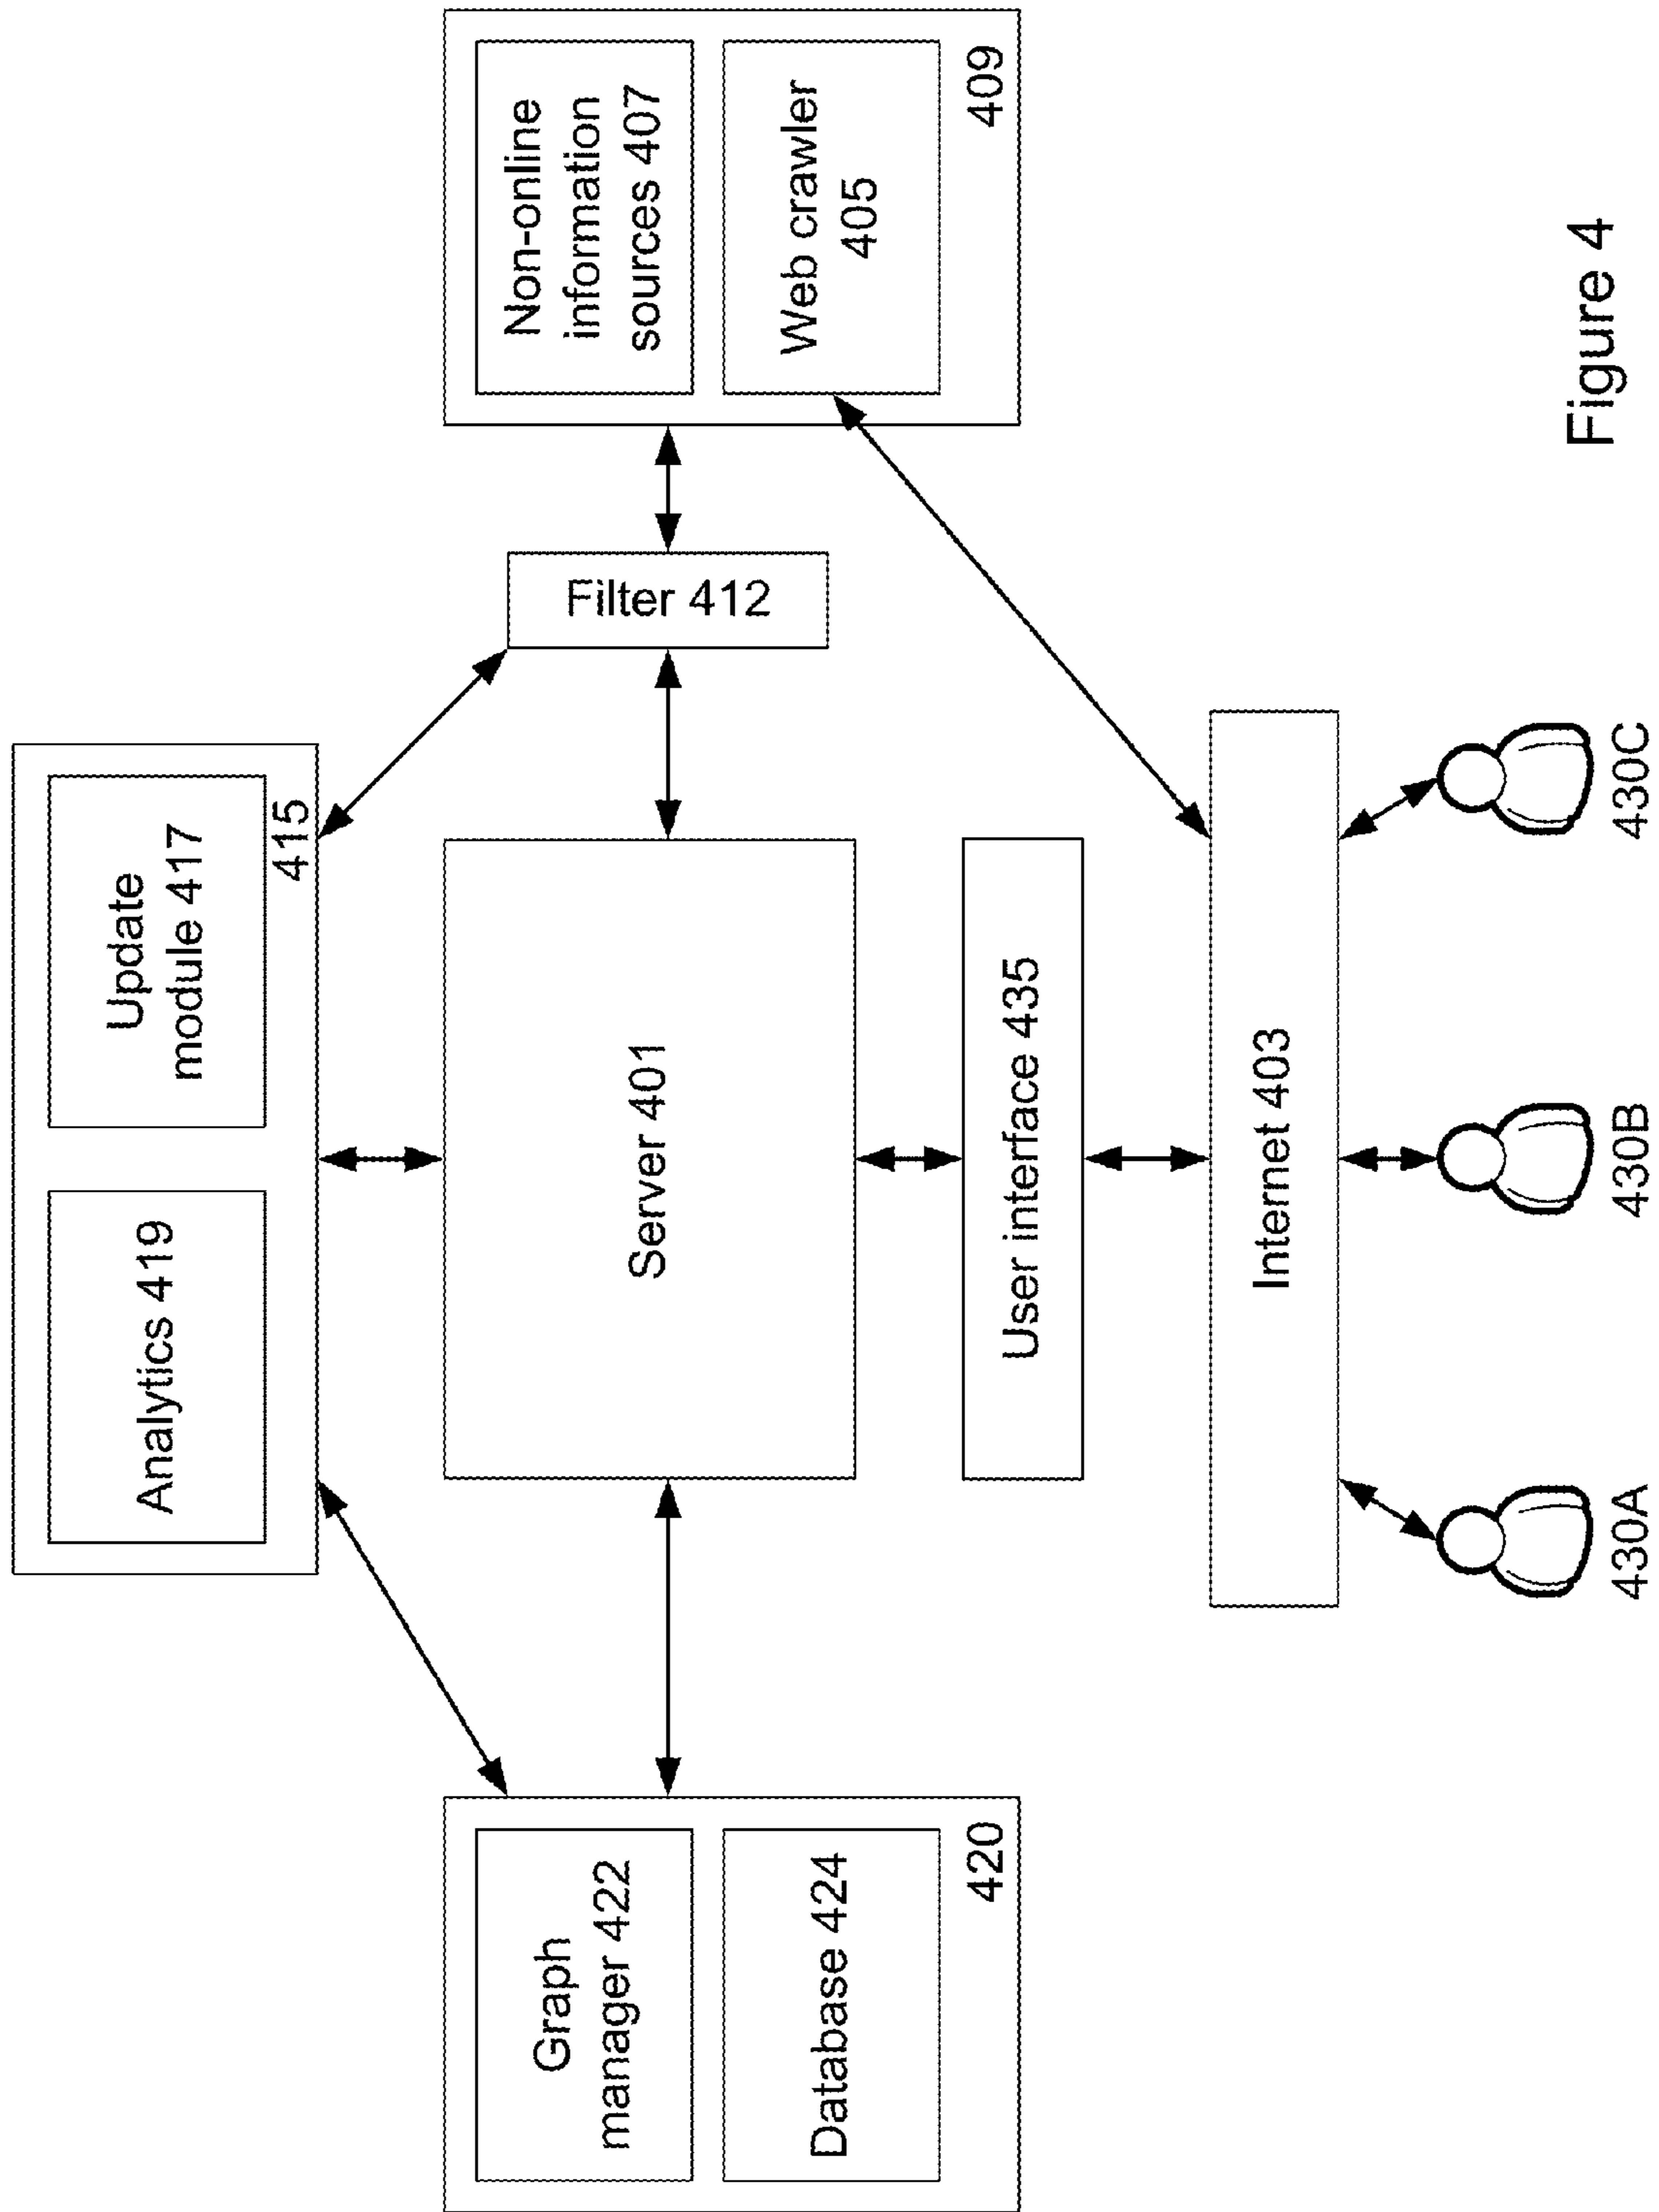 Analytics 419
Update
module 417
415
Graph
manager 422
Database 424
420
Server 401
Filter 412
Non-online
information
sources 407
Web crawler
405
409
User interface 435
Internet 403
430A
430B
430C
Figure 4